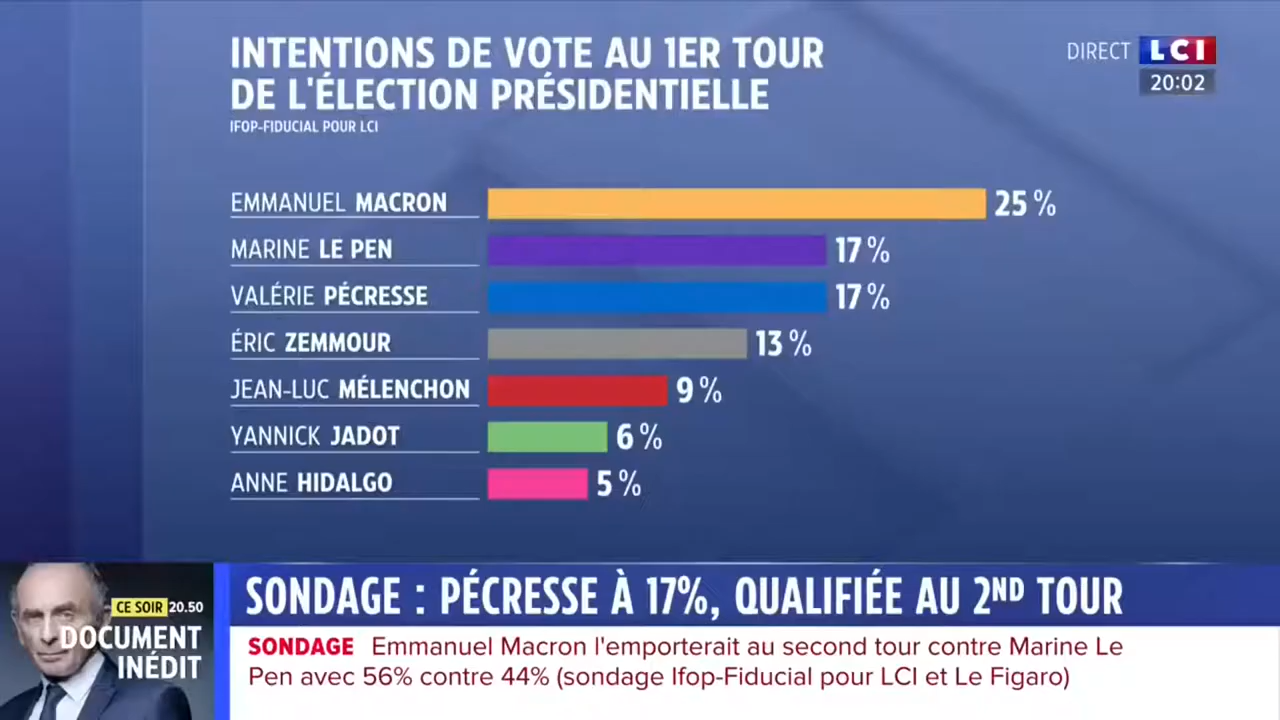 INTENTIONS DE VOTE AU 1ER TOUR
DE L'ÉLECTION PRÉSIDENTIELLE
IFOP-FIDUCIAL POUR LCI
DIRECT LCI
20:02
EMMANUEL MACRON 25 %
MARINE LE PEN 17 %
VALÉRIE PÉCRESSE 17 %
ÉRIC ZEMMOUR 13 %
JEAN-LUC MÉLENCHON 9 %
YANNICK JADOT 6 %
ANNE HIDALGO 5 %
CE SOIR 20.50
DOCUMENT
INÉDIT
SONDAGE : PÉCRESSE À 17%, QUALIFIÉE AU 2ND TOUR
SONDAGE Emmanuel Macron l'emporterait au second tour contre Marine Le
Pen avec 56% contre 44% (sondage Ifop-Fiducial pour LCI et Le Figaro)